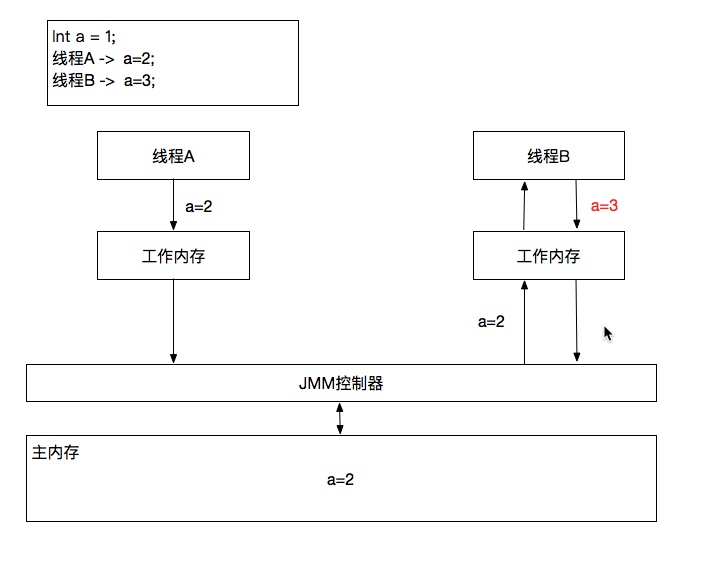 Int a = 1;
线程A -> a=2;
线程B -> a=3;
线程A
线程B
a=2
a=3
工作内存
工作内存
a=2
JMM控制器
主内存
a=2